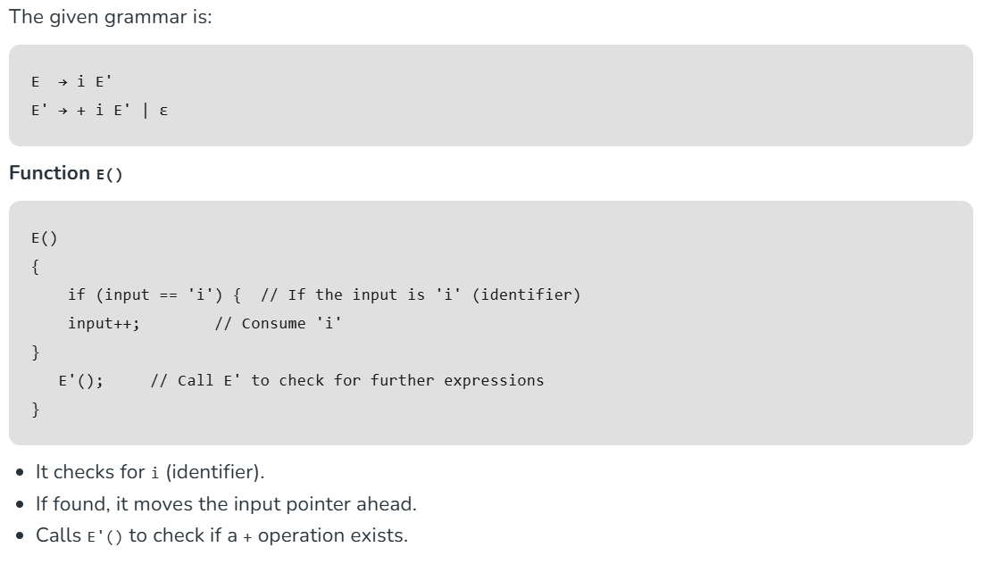 The given grammar is:
E  → i E'
E' → + i E' | ε
Function E()
E()
{
    if (input == 'i') {  // If the input is 'i' (identifier)
    input++;        // Consume 'i'
}
   E'();     // Call E' to check for further expressions
}
• It checks for i (identifier).
• If found, it moves the input pointer ahead.
• Calls E'() to check if a + operation exists.